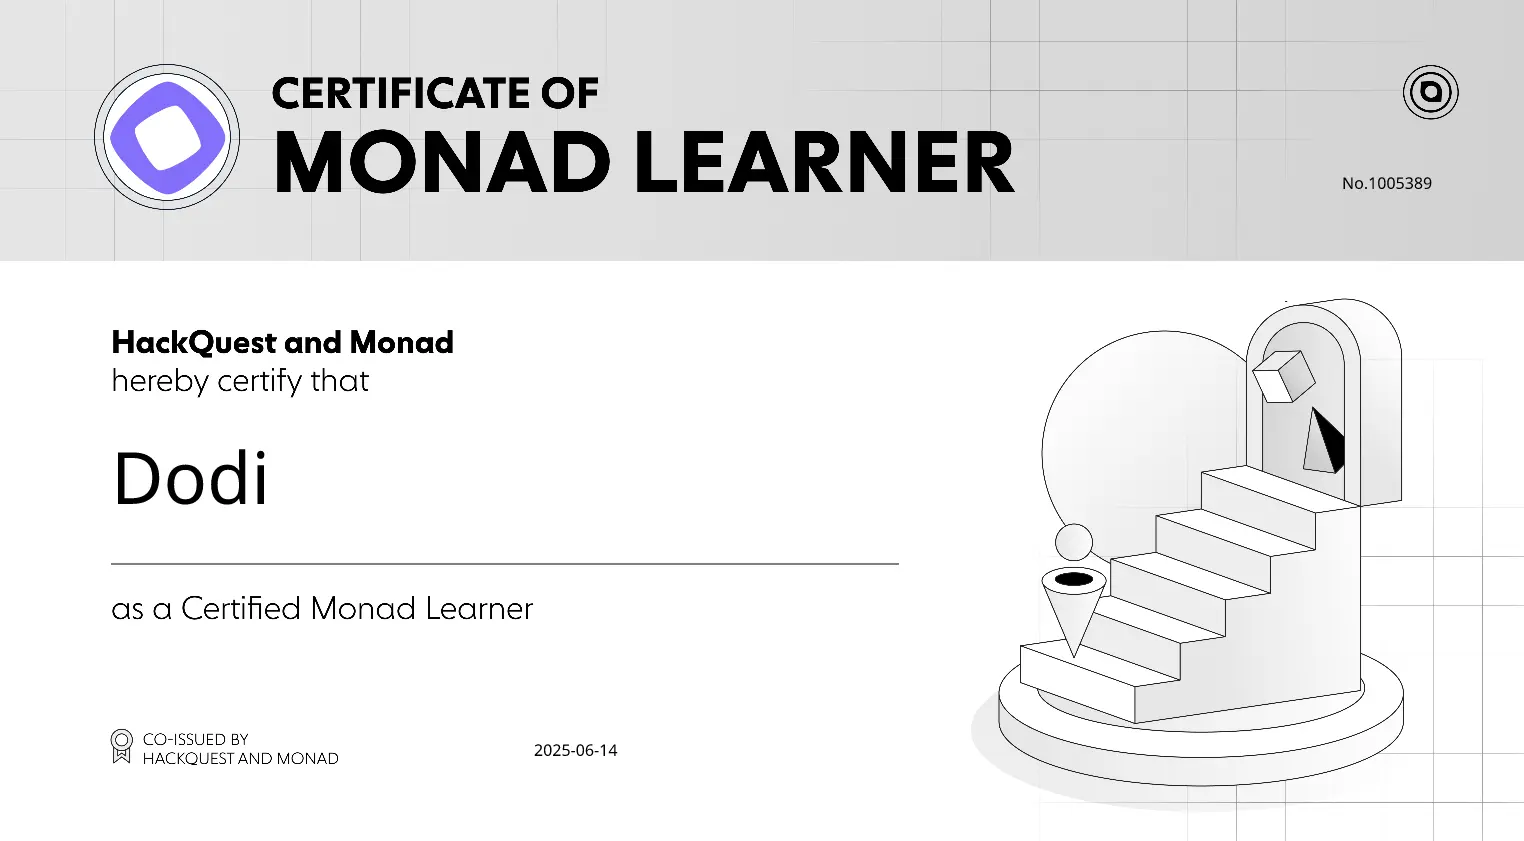 CERTIFICATE OF
MONAD LEARNER
No.1005389
HackQuest and Monad
hereby certify that
Dodi
as a Certified Monad Learner
CO-ISSUED BY
HACKQUEST AND MONAD
2025-06-14